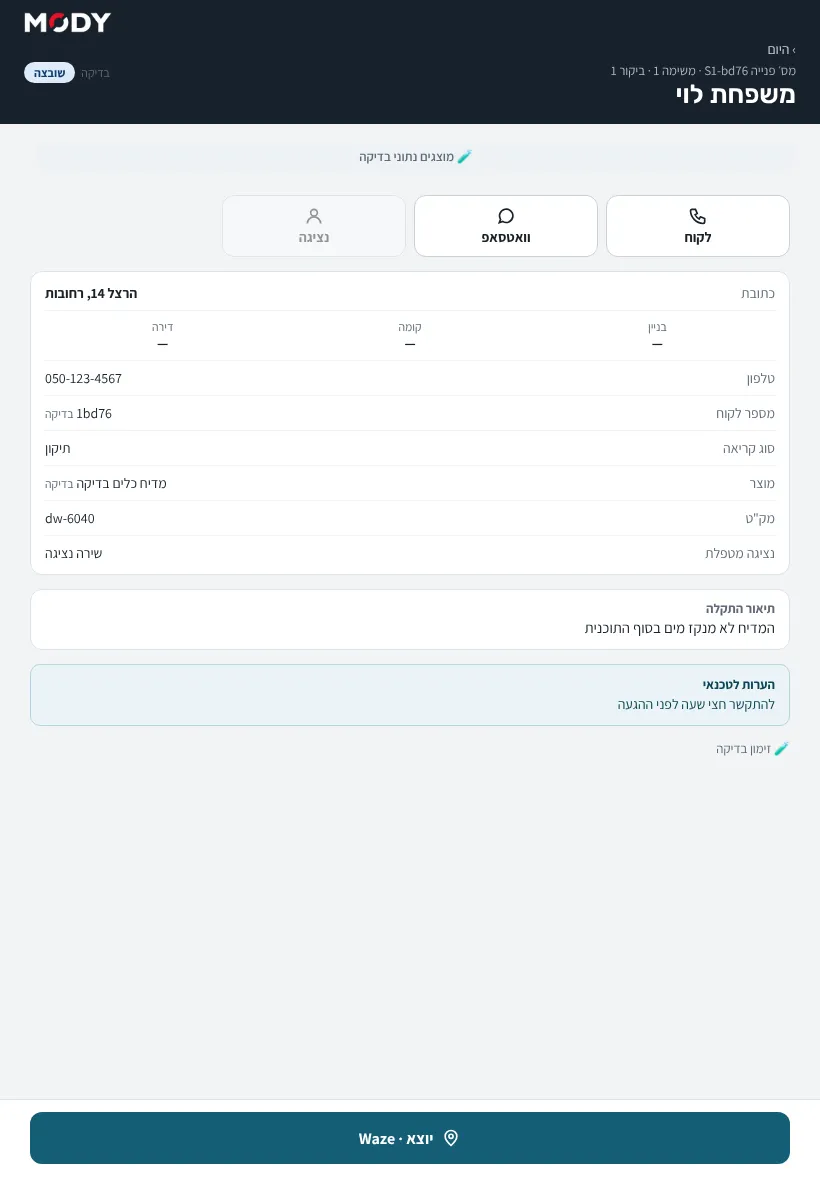 MODY
› היום
מס׳ פנייה S1-bd76 · משימה 1 · ביקור 1
בדיקה שובצה
משפחת לוי
מוצגים נתוני בדיקה
לקוח
וואטסאפ
נציגה
כתובת הרצל 14, רחובות
בניין קומה דירה
— — —
טלפון 050-123-4567
מספר לקוח 1bd76 בדיקה
סוג קריאה תיקון
מוצר מדיח כלים בדיקה בדיקה
מק"ט dw-6040
נציגה מטפלת שירה נציגה
תיאור התקלה
המדיח לא מנקז מים בסוף התוכנית
הערות לטכנאי
להתקשר חצי שעה לפני ההגעה
זימון בדיקה
יוצא · Waze